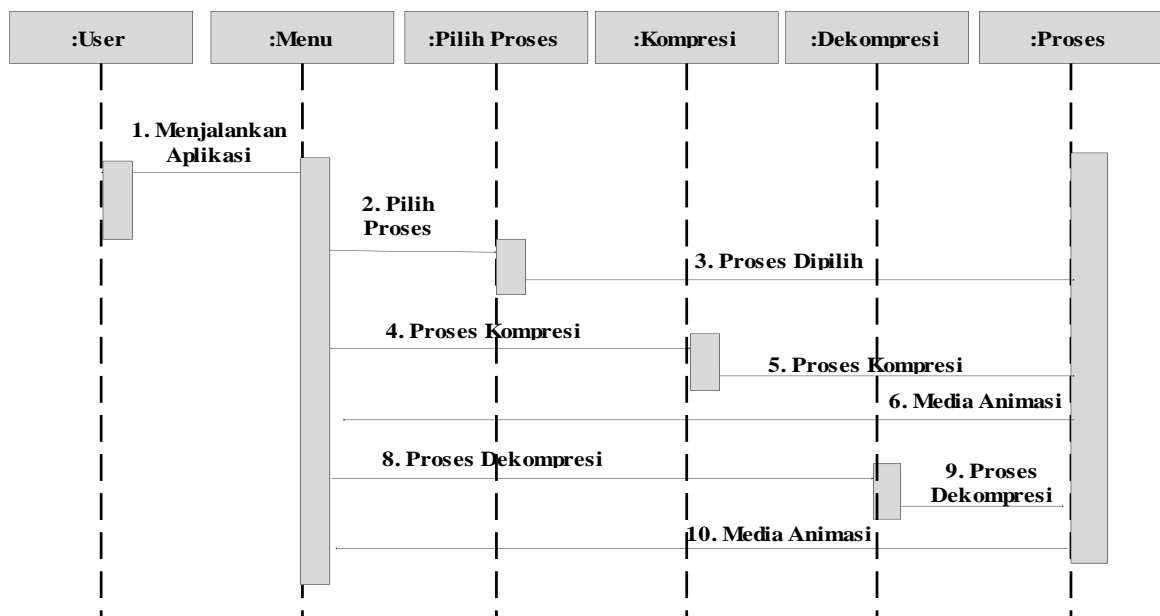 :User
:Menu
:Pilih Proses
:Kompresi
:Dekompresi
:Proses
1. Menjalankan
Aplikasi
2. Pilih
Proses
3. Proses Dipilih
4. Proses Kompresi
5. Proses Kompresi
6. Media Animasi
8. Proses Dekompresi
9. Proses
Dekompresi
10. Media Animasi